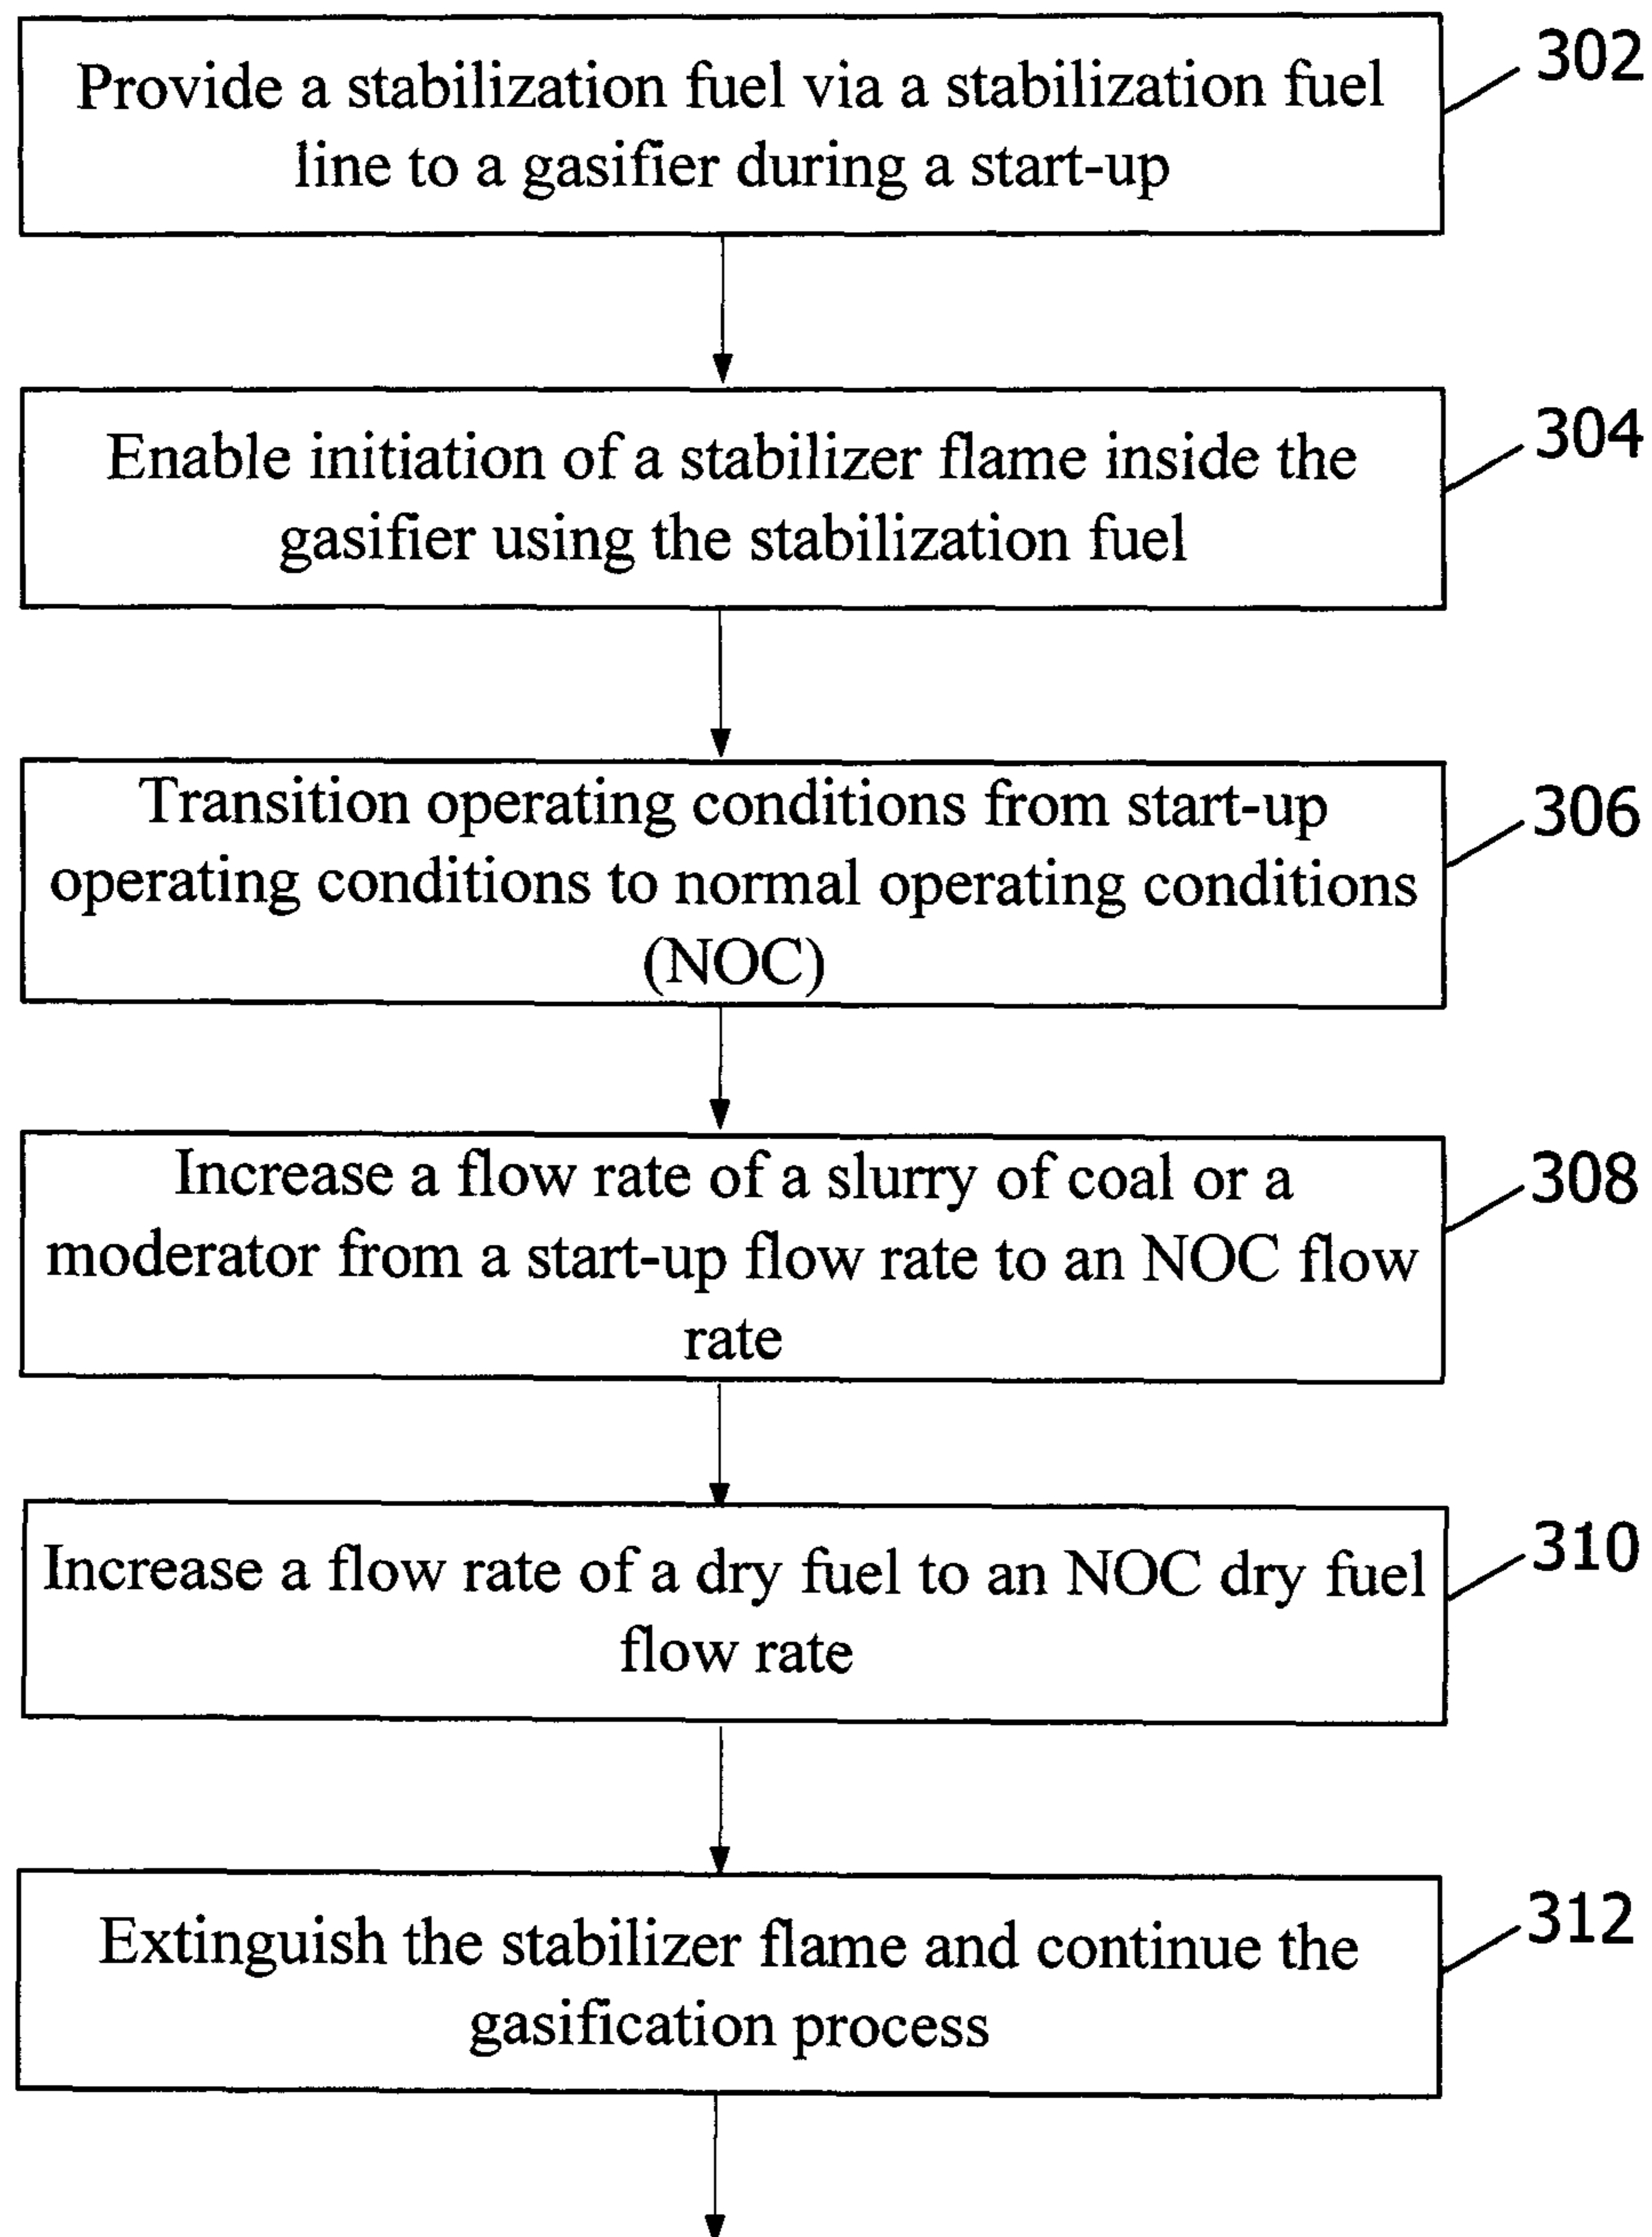 Provide a stabilization fuel via a stabilization fuel
line to a gasifier during a start-up
302
Enable initiation of a stabilizer flame inside the
gasifier using the stabilization fuel
304
Transition operating conditions from start-up
operating conditions to normal operating conditions
(NOC)
306
Increase a flow rate of a slurry of coal or a
moderator from a start-up flow rate to an NOC flow
rate
308
Increase a flow rate of a dry fuel to an NOC dry fuel
flow rate
310
Extinguish the stabilizer flame and continue the
gasification process
312